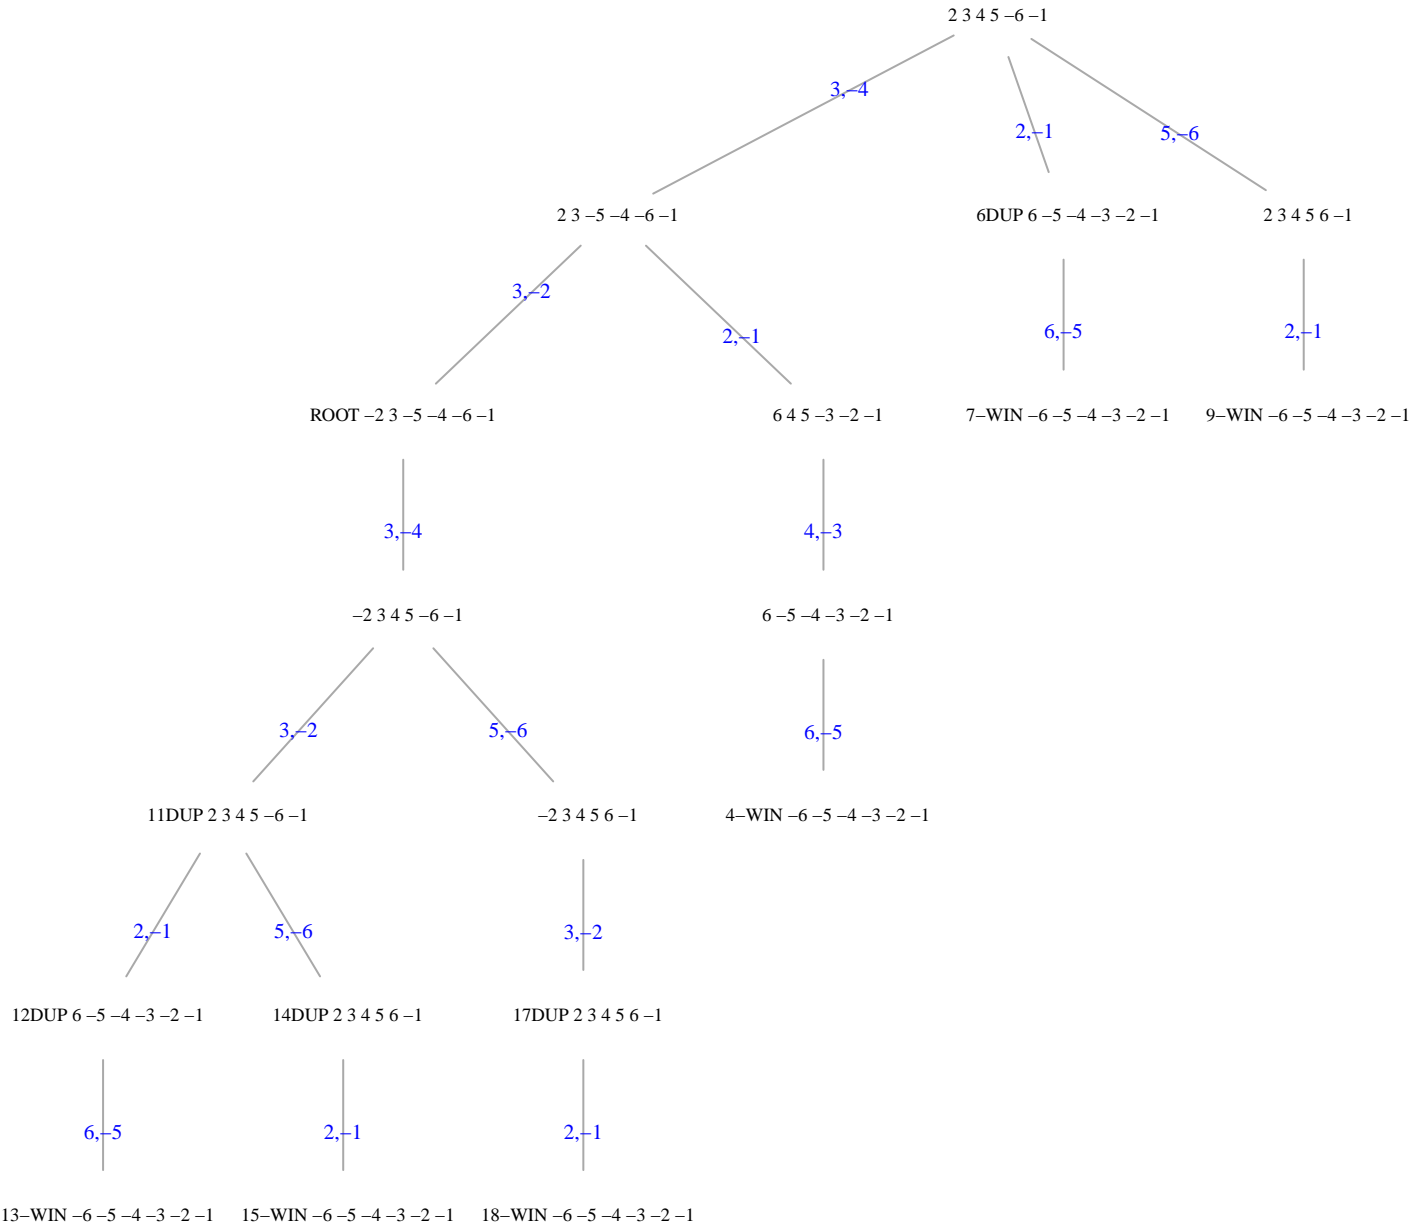 2 3 4 5 –6 –1
3,–4
2,–1
5,–6
2 3 –5 –4 –6 –1
6DUP 6 –5 –4 –3 –2 –1
2 3 4 5 6 –1
3,–2
2,–1
6,–5
2,–1
ROOT –2 3 –5 –4 –6 –1
6 4 5 –3 –2 –1
7–WIN –6 –5 –4 –3 –2 –1
9–WIN –6 –5 –4 –3 –2 –1
3,–4
4,–3
–2 3 4 5 –6 –1
6 –5 –4 –3 –2 –1
3,–2
5,–6
6,–5
11DUP 2 3 4 5 –6 –1
–2 3 4 5 6 –1
4–WIN –6 –5 –4 –3 –2 –1
2,–1
5,–6
3,–2
12DUP 6 –5 –4 –3 –2 –1
14DUP 2 3 4 5 6 –1
17DUP 2 3 4 5 6 –1
6,–5
2,–1
2,–1
13–WIN –6 –5 –4 –3 –2 –1
15–WIN –6 –5 –4 –3 –2 –1
18–WIN –6 –5 –4 –3 –2 –1